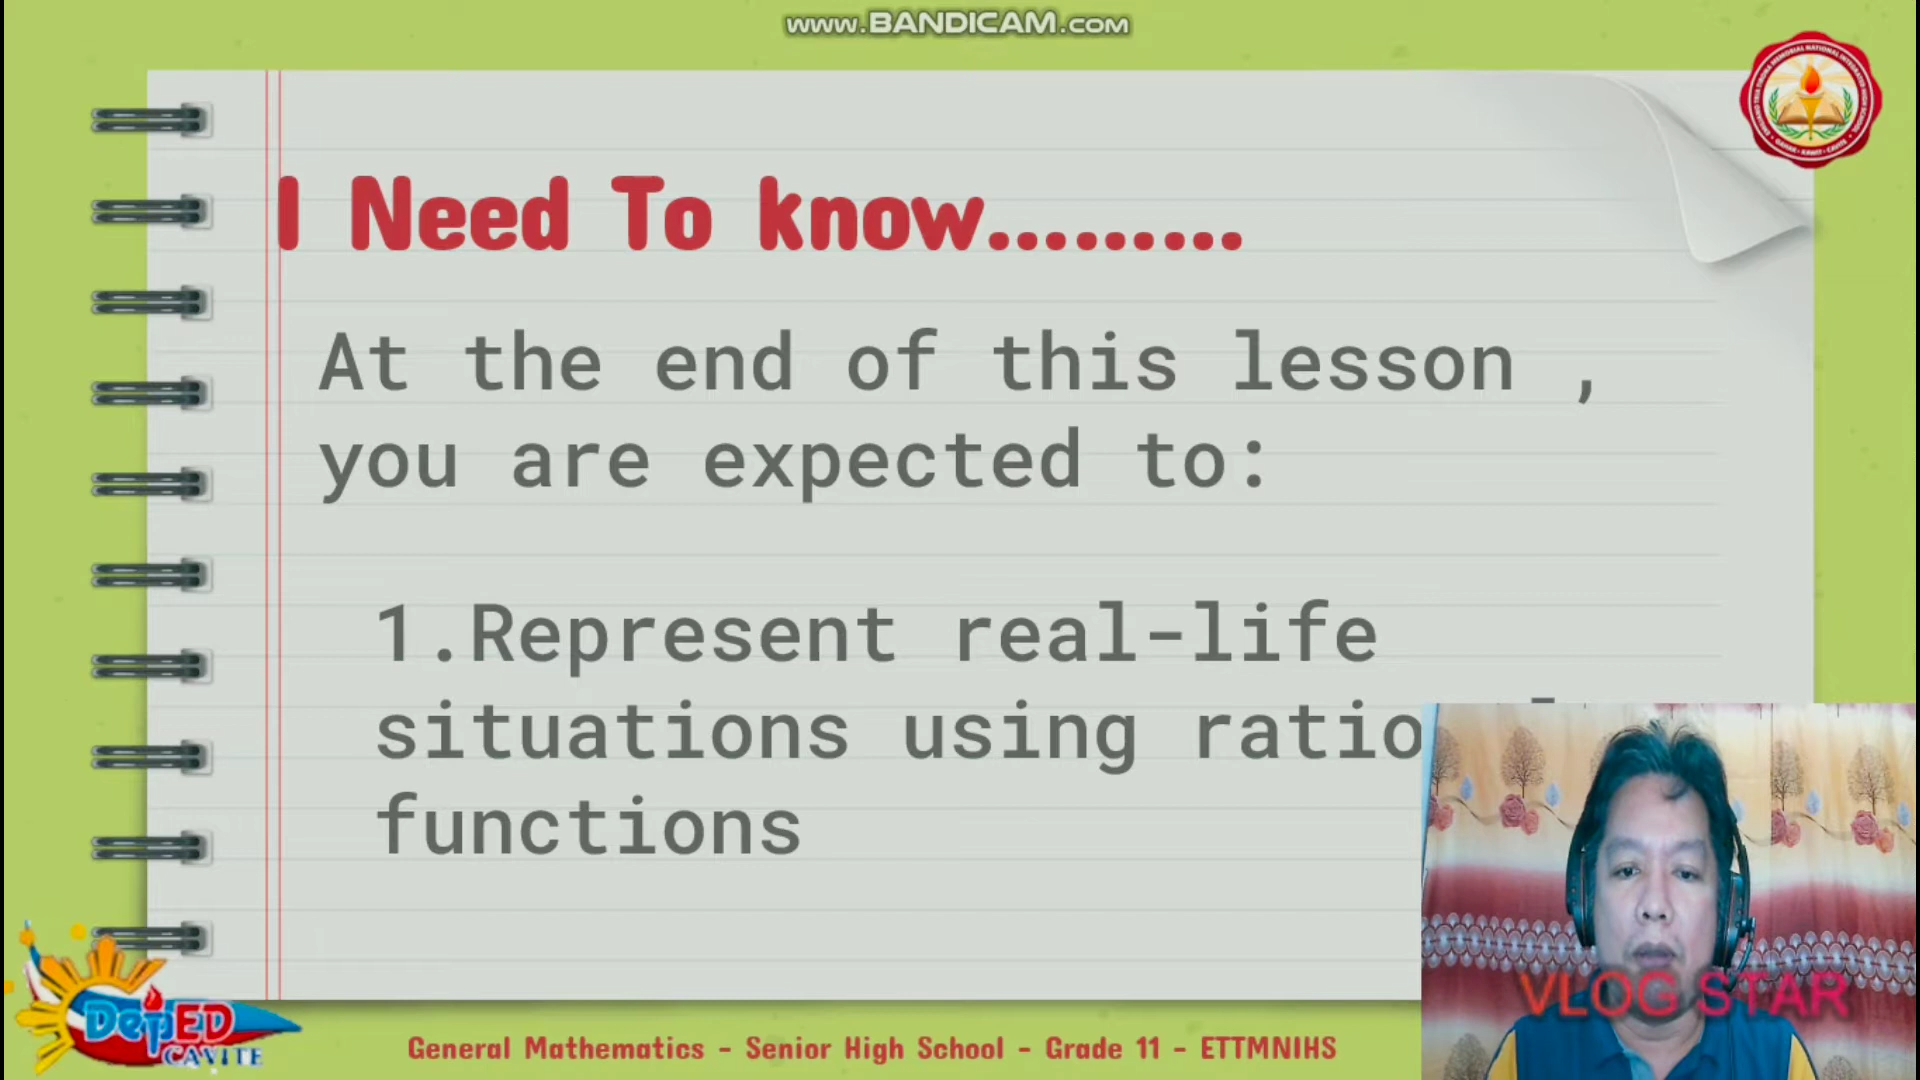 www.BANDICAM.com
I Need To know.........
At the end of this lesson ,
you are expected to:
1.Represent real-life
situations using
functions
VLOG STAR
DepED
CAVITE
General Mathematics - Senior High School - Grade 11 - ETTMNIHS